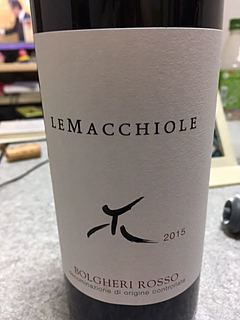 LEMACCHIOLE
2015
BOLGHERI ROSSO
denominazione di origine controllata